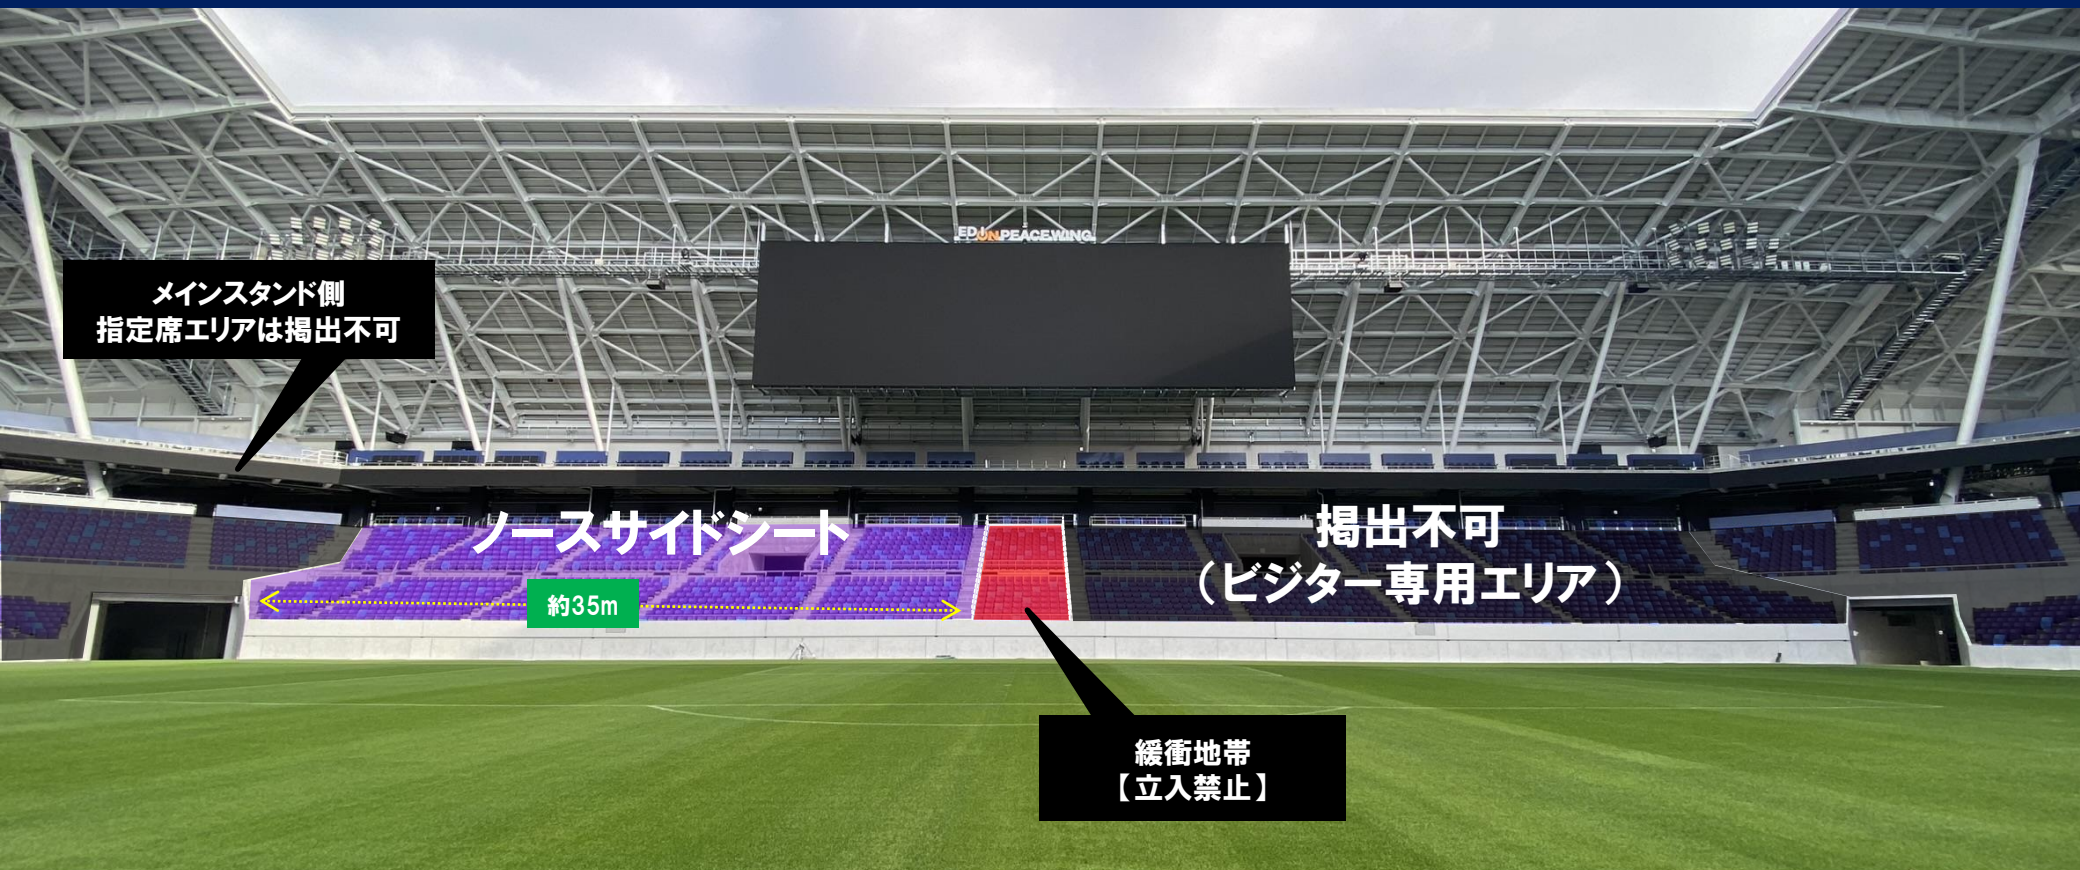 EDION PEACE WING
メインスタンド側
指定席エリアは掲出不可
ノースサイドシート
約35m
掲出不可
（ビジター専用エリア）
緩衝地帯
【立入禁止】